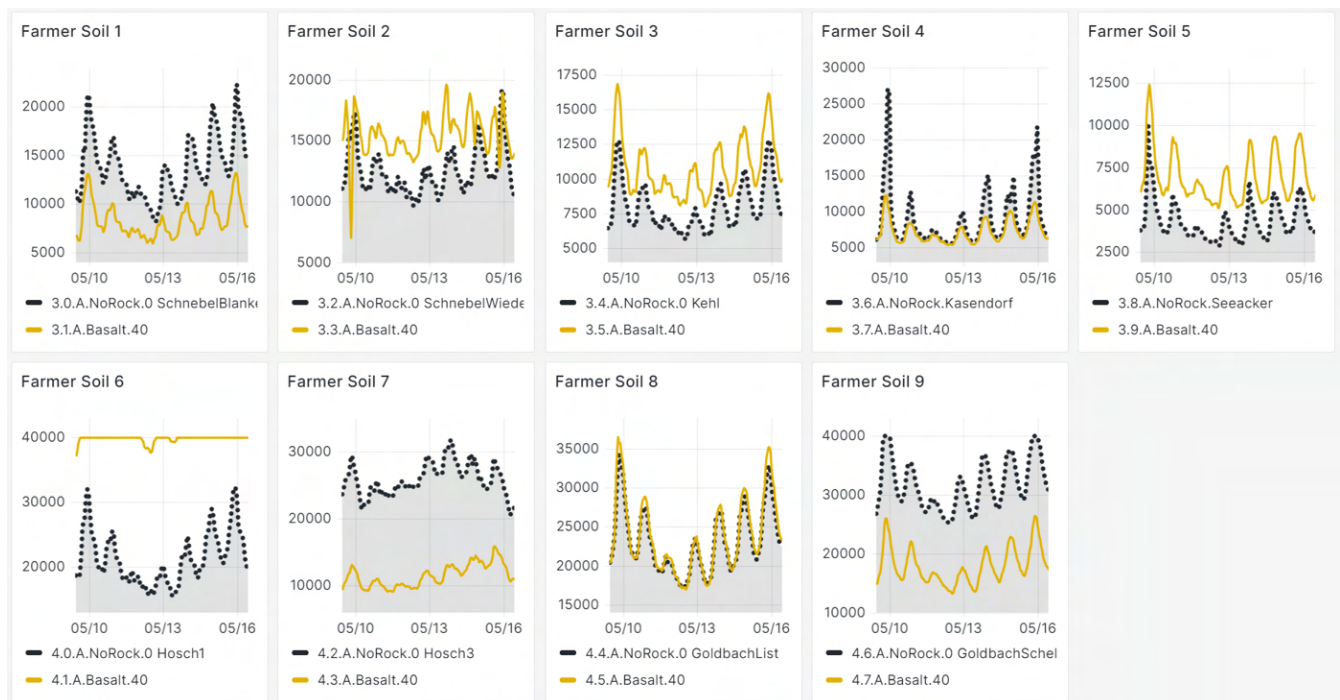 Farmer Soil 1
20000
15000
10000
5000
05/10 05/13 05/16
3.0.A.NoRock.0 SchnebelBlanke
3.1.A.Basalt.40
Farmer Soil 2
20000
15000
10000
5000
05/10 05/13 05/16
3.2.A.NoRock.0 SchnebelWiede
3.3.A.Basalt.40
Farmer Soil 3
17500
15000
12500
10000
7500
5000
05/10 05/13 05/16
3.4.A.NoRock.0 Kehl
3.5.A.Basalt.40
Farmer Soil 4
30000
25000
20000
15000
10000
5000
05/10 05/13 05/16
3.6.A.NoRock.Kasendorf
3.7.A.Basalt.40
Farmer Soil 5
12500
10000
7500
5000
2500
05/10 05/13 05/16
3.8.A.NoRock.Seeacker
3.9.A.Basalt.40
Farmer Soil 6
40000
30000
20000
05/10 05/13 05/16
4.0.A.NoRock.0 Hosch1
4.1.A.Basalt.40
Farmer Soil 7
30000
20000
10000
05/10 05/13 05/16
4.2.A.NoRock.0 Hosch3
4.3.A.Basalt.40
Farmer Soil 8
35000
30000
25000
20000
15000
05/10 05/13 05/16
4.4.A.NoRock.0 GoldbachList
4.5.A.Basalt.40
Farmer Soil 9
40000
30000
20000
10000
05/10 05/13 05/16
4.6.A.NoRock.0 GoldbachSchel
4.7.A.Basalt.40